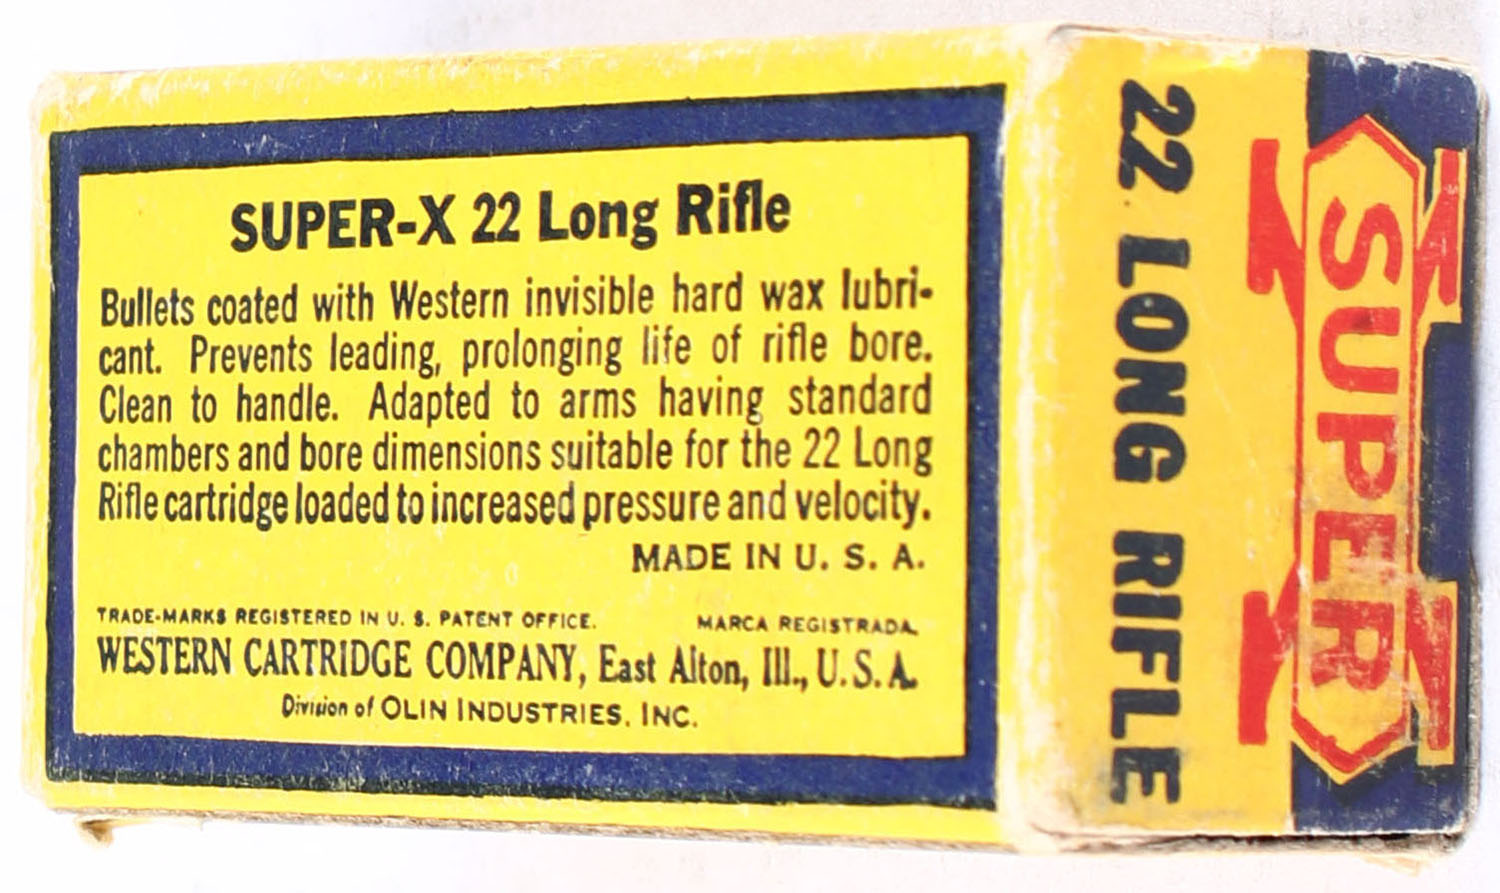 SUPER-X 22 Long Rifle
Bullets coated with Western invisible hard wax lubri-
cant. Prevents leading, prolonging life of rifle bore.
Clean to handle. Adapted to arms having standard
chambers and bore dimensions suitable for the 22 Long
Rifle cartridge loaded to increased pressure and velocity.
MADE IN U. S. A.
TRADE-MARKS REGISTERED IN U. S. PATENT OFFICE. MARCA REGISTRADA.
WESTERN CARTRIDGE COMPANY, East Alton, Ill., U.S.A.
Division of OLIN INDUSTRIES, INC.
22 LONG RIFLE
SUPER X